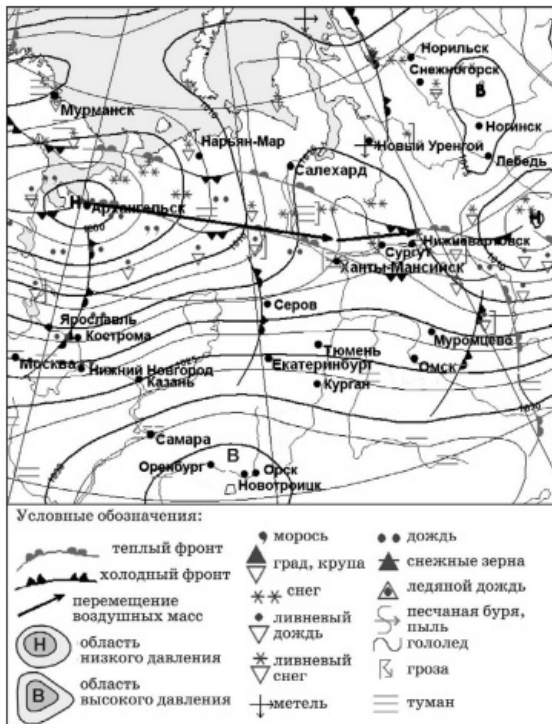 Норильск
Снежногорск
В
Мурманск
Ногинск
Нарьян-Мар
Новый Уренгой
Лебедь
Салехард
Н
Архангельск
Н
Нижневартовск
Сургут
Ханты-Мансийск
Серов
Ярославль
Кострома
Муромцево
Тюмень
Москва
Екатеринбург
Омск
Нижний Новгород
Казань
Курган
Самара
В
Оренбург
Орск
Новотроицк
Условные обозначения:
теплый фронт
холодный фронт
перемещение
воздушных масс
Н
область
низкого давления
В
область
высокого давления
морось
град, крупа
снег
ливневый
дождь
ливневый
снег
метель
дождь
снежные зерна
ледяной дождь
песчаная буря,
пыль
гололед
гроза
туман